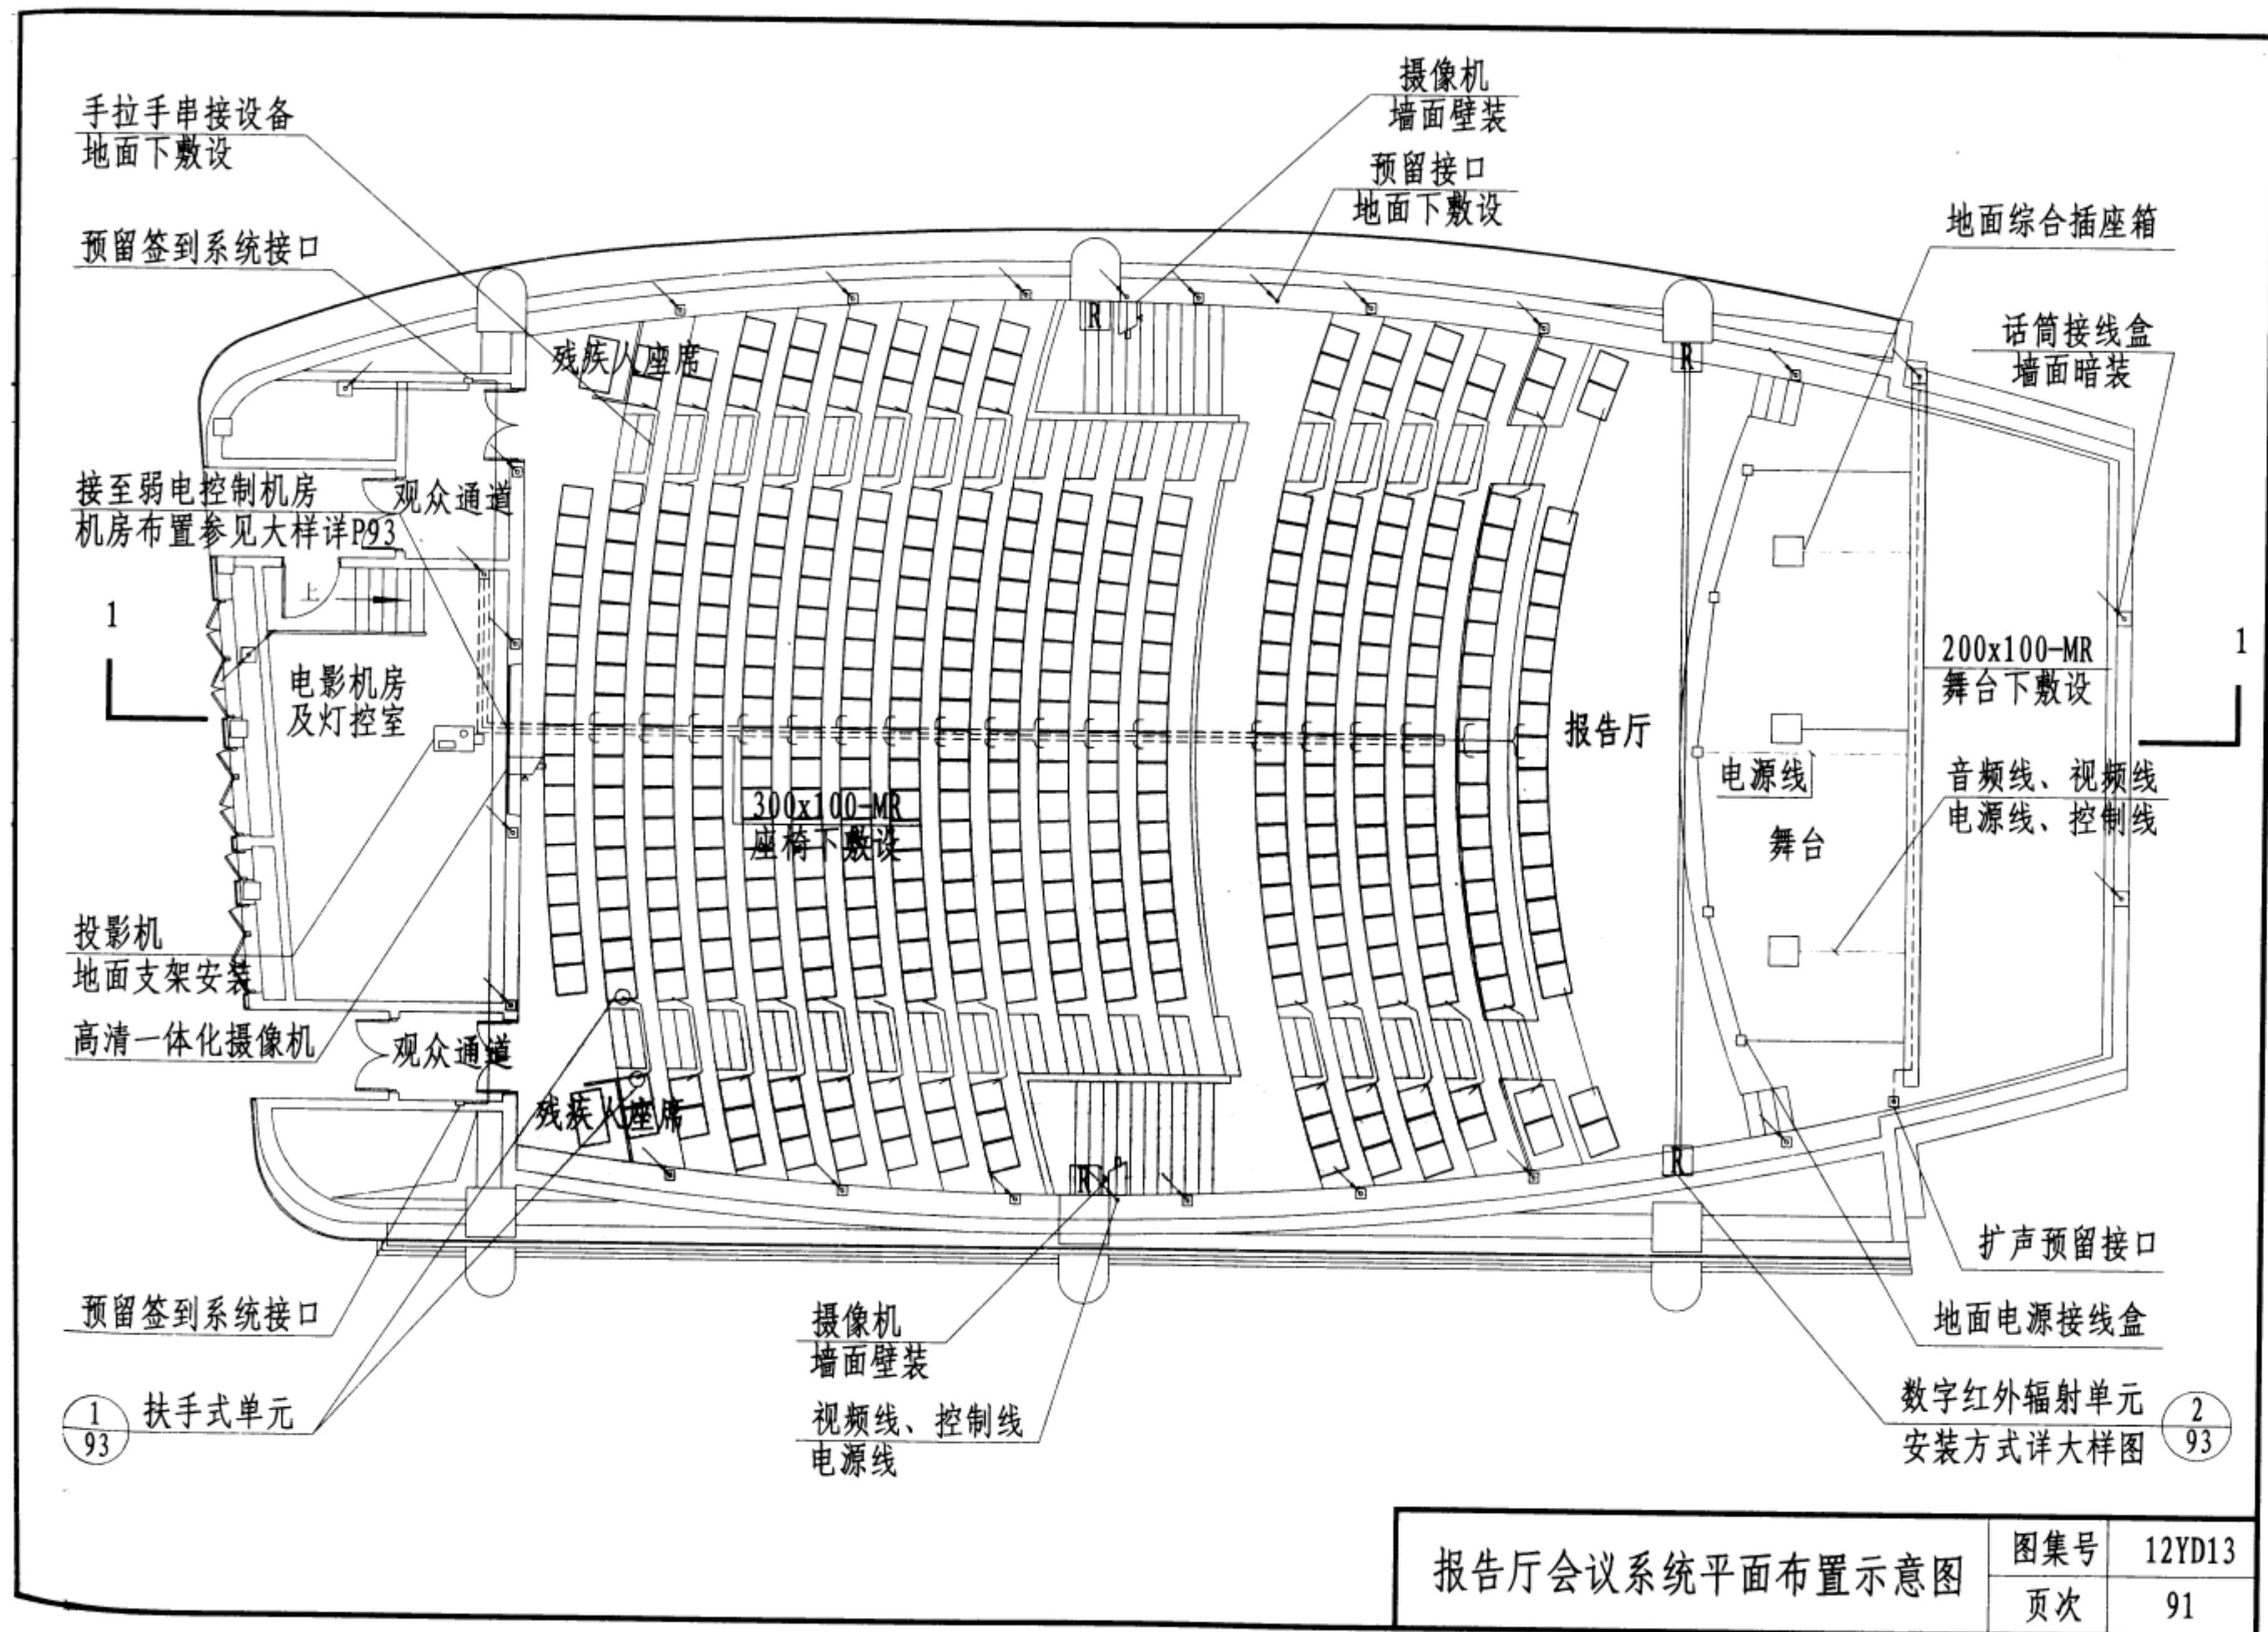 摄像机
墙面壁装
手拉手串接设备
地面下敷设
预留接口
地面下敷设
预留签到系统接口
地面综合插座箱
话筒接线盒
墙面暗装
残疾人座席
R
R
接至弱电控制机房
机房布置参见大样详P93
观众通道
上
1
1
电影机房
及灯控室
200x100-MR
舞台下敷设
报告厅
电源线
音频线、视频线
电源线、控制线
300x100-MR
座椅下敷设
舞台
投影机
地面支架安装
高清一体化摄像机
观众通道
残疾人座席
R
R
扩声预留接口
预留签到系统接口
摄像机
墙面壁装
地面电源接线盒
1
93
扶手式单元
视频线、控制线
电源线
数字红外辐射单元
安装方式详大样图
2
93
报告厅会议系统平面布置示意图
图集号
12YD13
页次
91